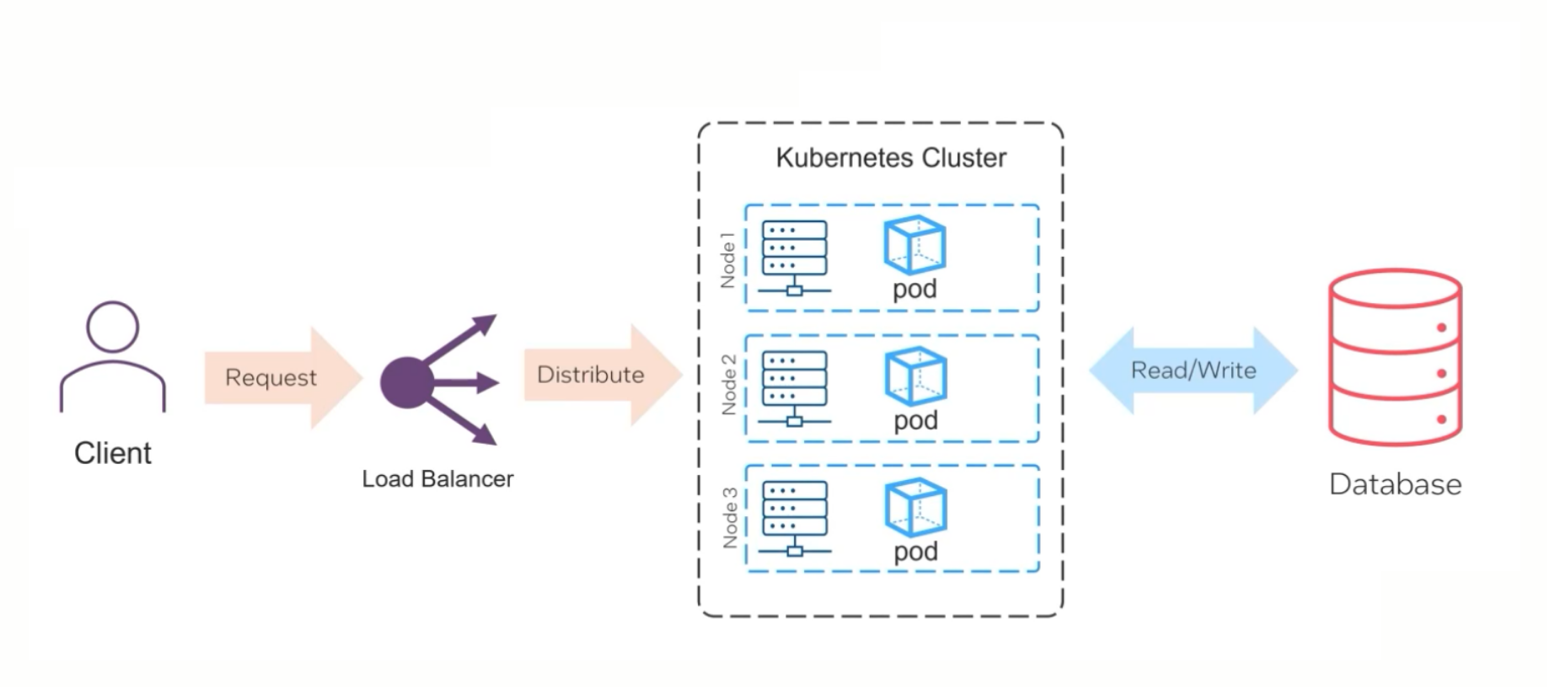 Kubernetes Cluster
Node 1
pod
Request
Distribute
Node 2
pod
Read/Write
Client
Load Balancer
Node 3
pod
Database